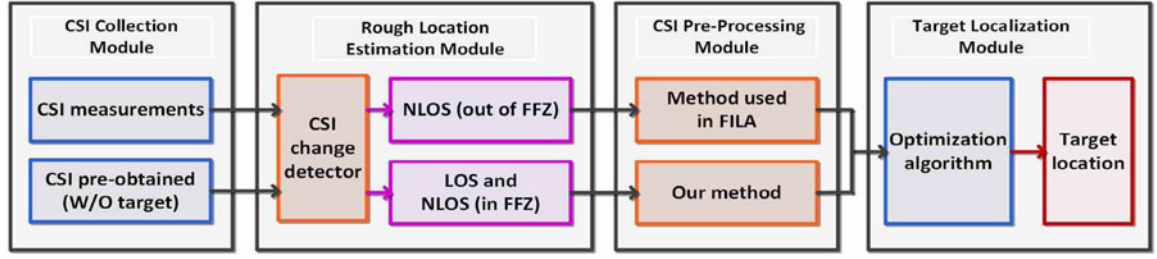 CSI Collection
Module
CSI measurements
CSI pre-obtained
(W/O target)
Rough Location
Estimation Module
CSI
change
detector
NLOS (out of FFZ)
LOS and
NLOS (in FFZ)
CSI Pre-Processing
Module
Method used
in FILA
Our method
Target Localization
Module
Optimization
algorithm
Target
location